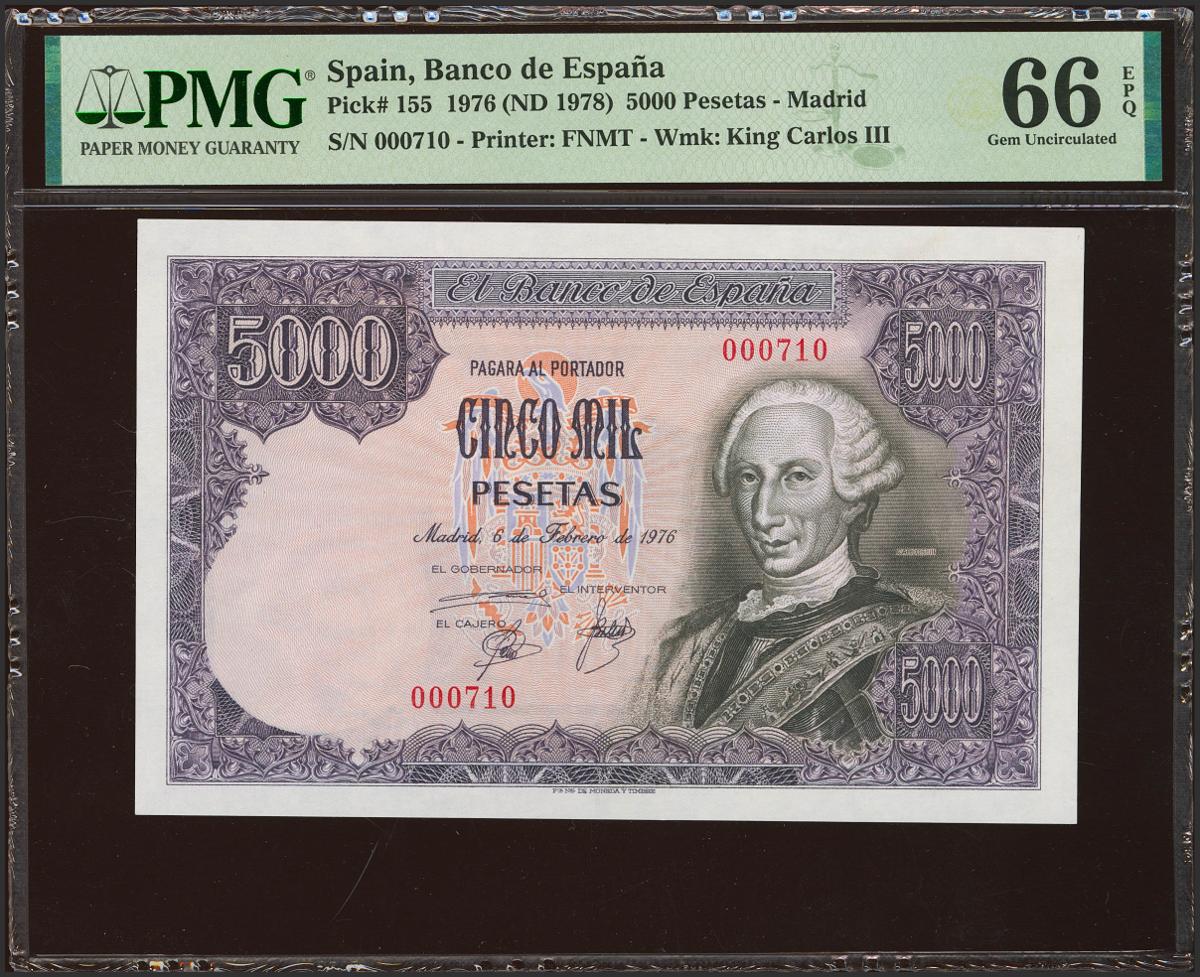 PMG®
PAPER MONEY GUARANTY
Spain, Banco de España
Pick# 155 1976 (ND 1978) 5000 Pesetas - Madrid
S/N 000710 - Printer: FNMT - Wmk: King Carlos III
66
EPQ
Gem Uncirculated
El Banco de España
5000
5000
000710
PAGARA AL PORTADOR
CINCO MIL
PESETAS
Madrid, 6 de Febrero de 1976
CARLOS III
EL GOBERNADOR
EL INTERVENTOR
EL CAJERO
000710
5000